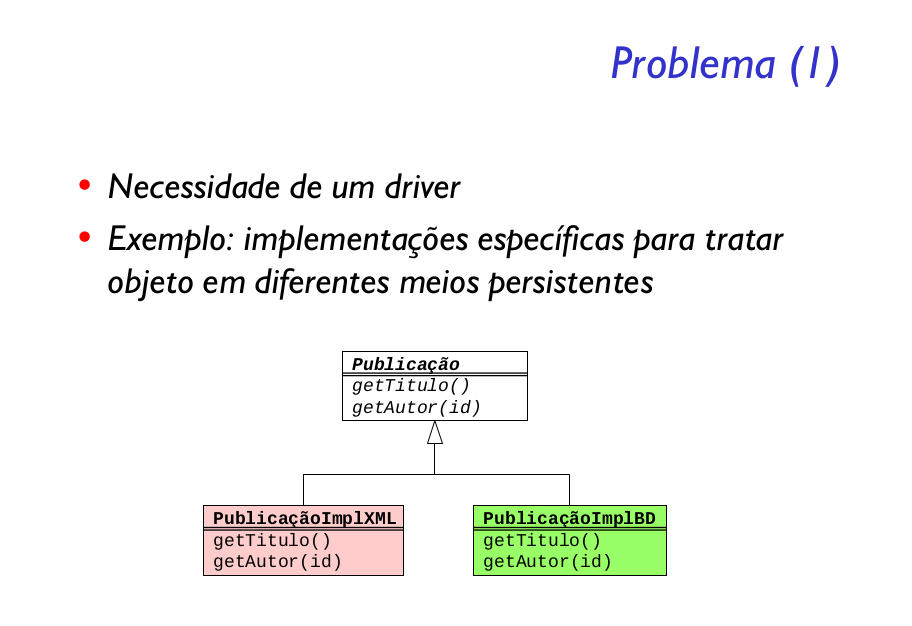 Problema (1)
• Necessidade de um driver
• Exemplo: implementações específicas para tratar
objeto em diferentes meios persistentes
Publicação
getTitulo()
getAutor(id)
PublicaçãoImplXML
getTitulo()
getAutor(id)
PublicaçãoImplBD
getTitulo()
getAutor(id)